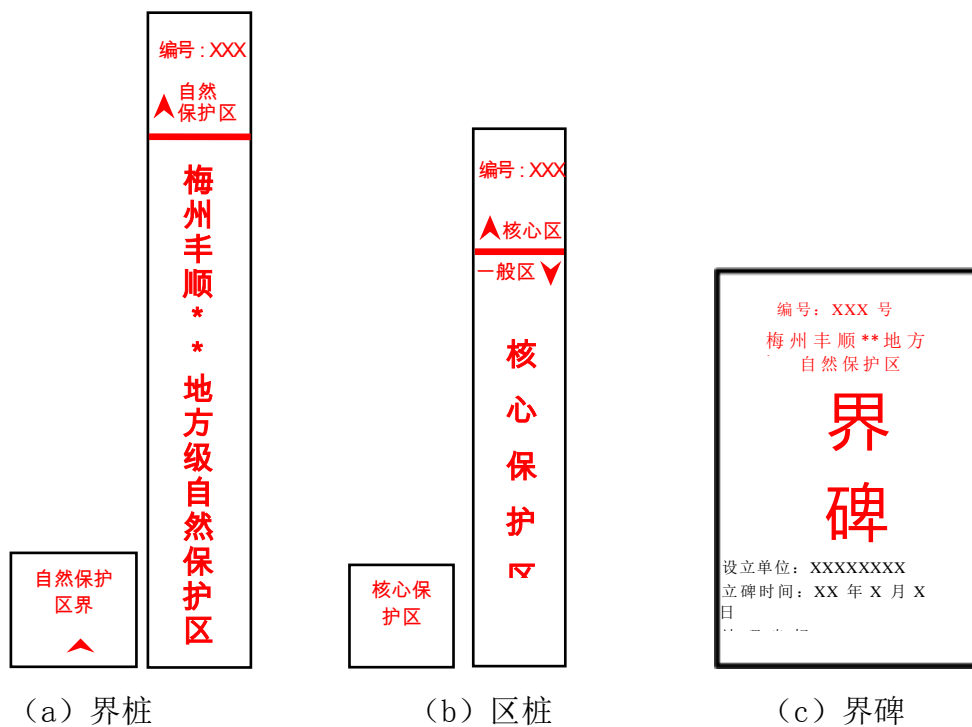 编号:XXX
自然
保护区
梅州丰顺**地方级自然保护区
自然保护
区界
(a)界桩
编号:XXX
核心区
一般区
核心保护区
核心保
护区
(b)区桩
编号:XXX 号
梅州丰顺**地方
自然保护区
界
碑
设立单位:XXXXXXXX
立碑时间:XX 年 X 月 X
日
(c)界碑